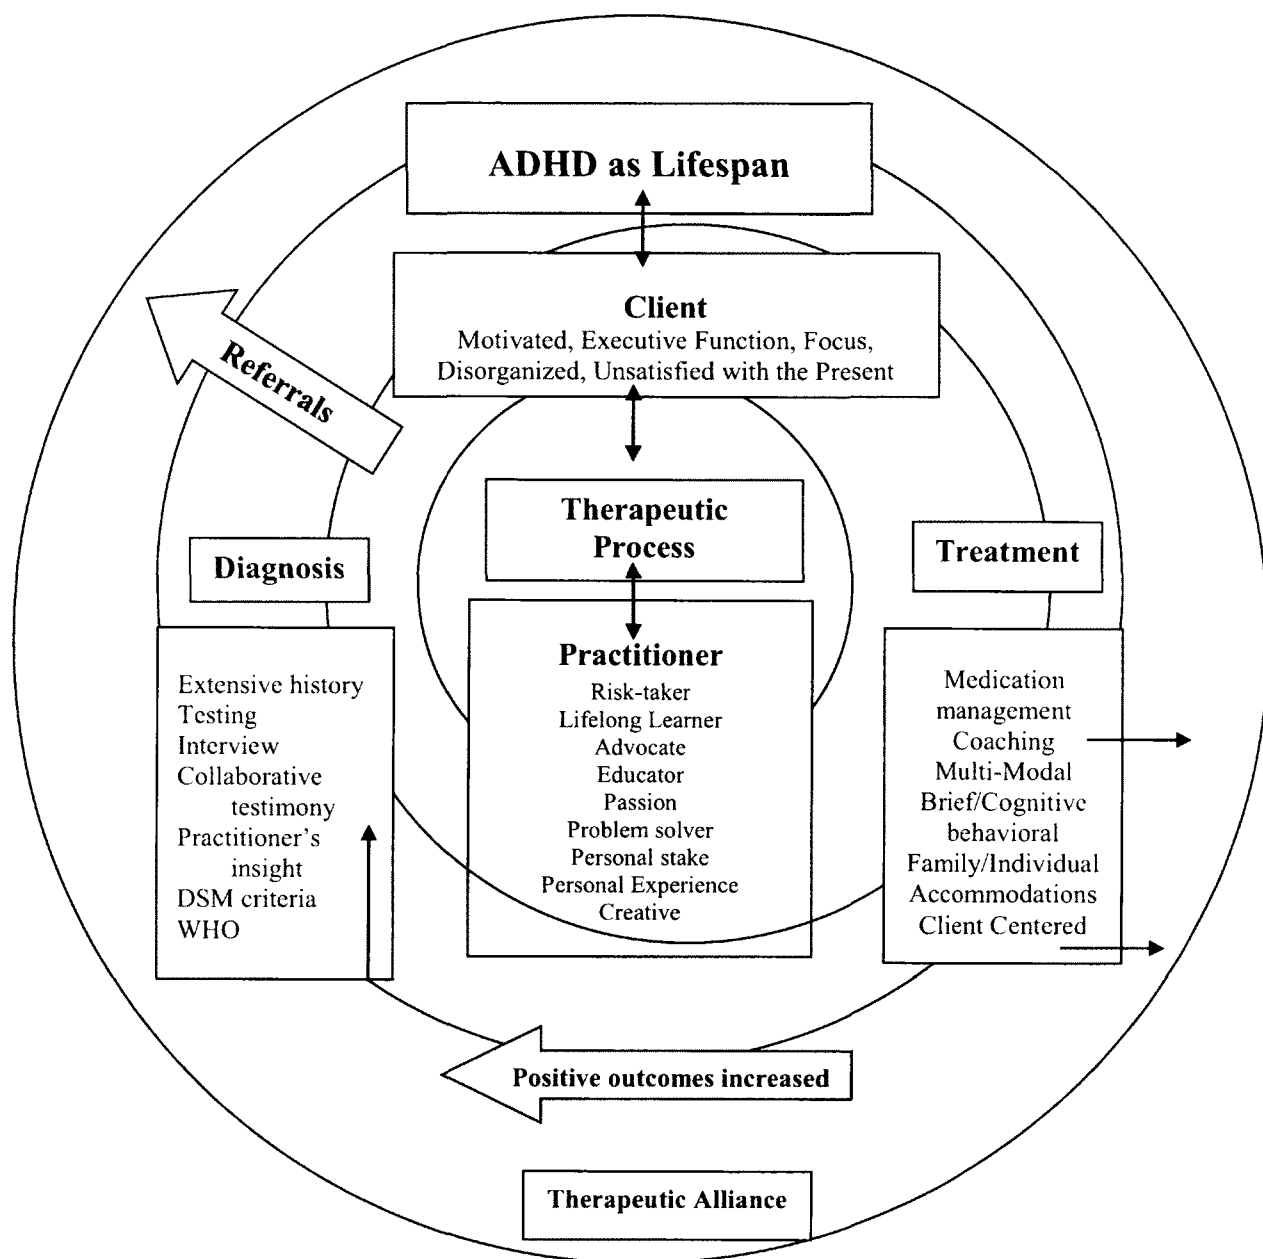 ADHD as Lifespan
Client
Motivated, Executive Function, Focus,
Disorganized, Unsatisfied with the Present
Referrals
Therapeutic
Process
Diagnosis
Treatment
Extensive history
Testing
Interview
Collaborative
testimony
Practitioner's
insight
DSM criteria
WHO
Practitioner
Risk-taker
Lifelong Learner
Advocate
Educator
Passion
Problem solver
Personal stake
Personal Experience
Creative
Medication
management
Coaching
Multi-Modal
Brief/Cognitive
behavioral
Family/Individual
Accommodations
Client Centered
Positive outcomes increased
Therapeutic Alliance